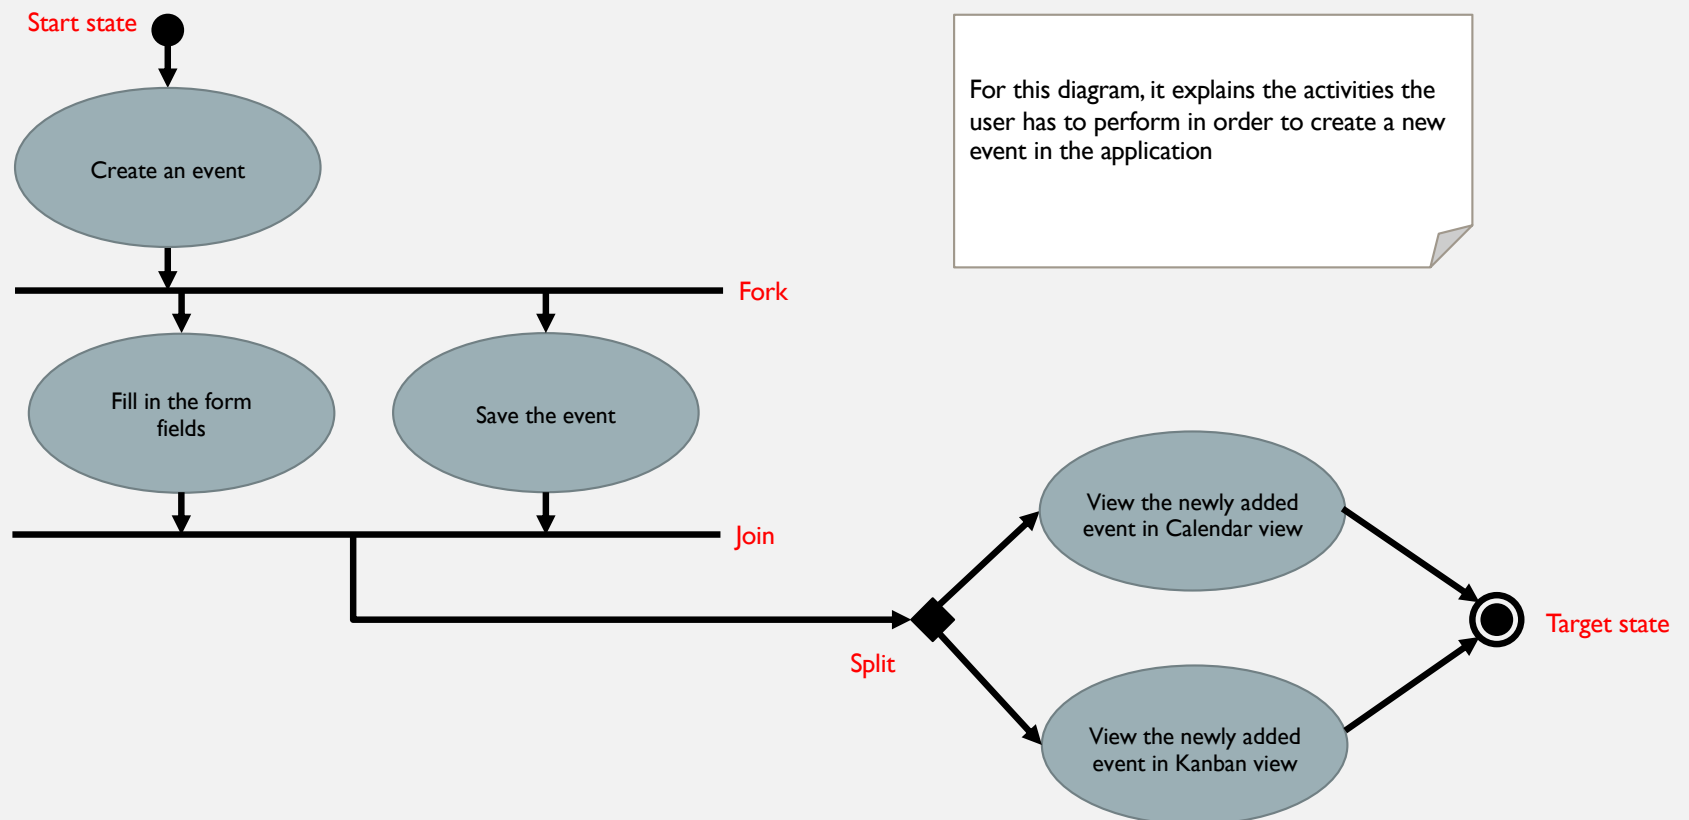 Start state
For this diagram, it explains the activities the
user has to perform in order to create a new
event in the application
Create an event
Fork
Fill in the form
fields
Save the event
Join
View the newly added
event in Calendar view
Split
Target state
View the newly added
event in Kanban view